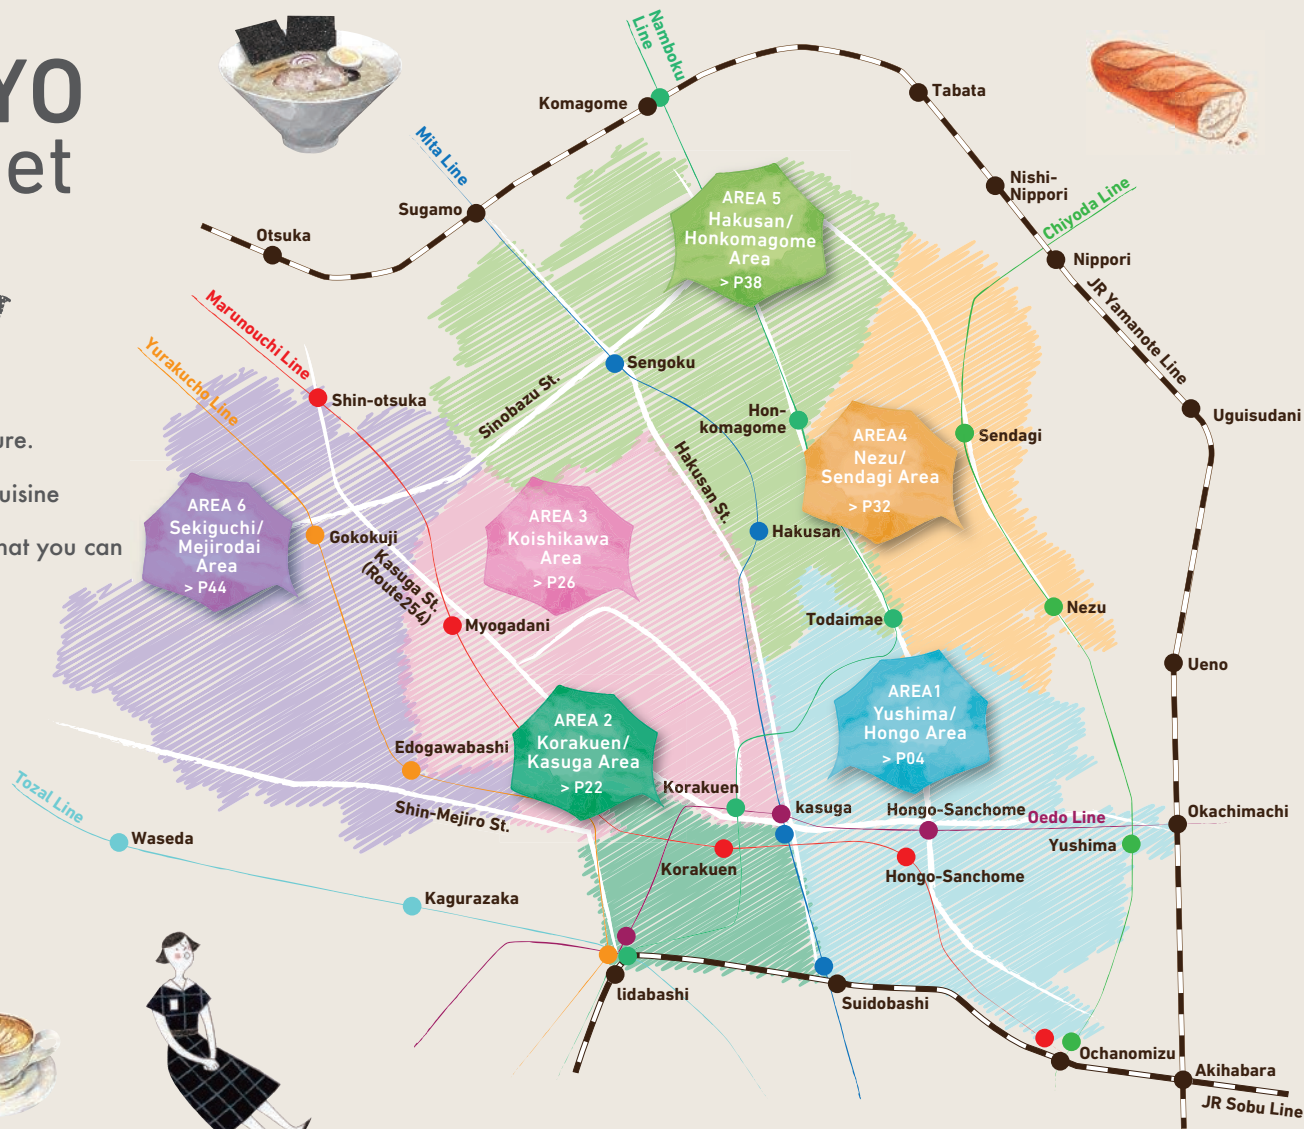 YO
et
ure.
uisine
hat you can
Namboku
Line
Komagome
Tabata
Mita Line
Nishi-
Nippori
Chiyoda Line
Sugamo
Otsuka
AREA 5
Hakusan/
Honkomagome
Area
> P38
Nippori
JR Yamanote Line
Marunouchi Line
Yurakucho Line
Sengoku
Shin-otsuka
Sinobazu St.
Hon-
komagome
Uguisudani
Sendagi
AREA4
Nezu/
Sendagi Area
> P32
Hakusan St.
AREA 6
Sekiguchi/
Mejirodai
Area
> P44
AREA 3
Koishikawa
Area
> P26
Gokokuji
Hakusan
Kasuga St.
(Route254)
Myogadani
Todaimae
Nezu
Ueno
AREA1
Yushima/
Hongo Area
> P04
AREA 2
Korakuen/
Kasuga Area
> P22
Edogawabashi
Korakuen
kasuga
Hongo-Sanchome
Oedo Line
Okachimachi
Shin-Mejiro St.
Tozal Line
Waseda
Yushima
Korakuen
Hongo-Sanchome
Kagurazaka
Iidabashi
Suidobashi
Ochanomizu
Akihabara
JR Sobu Line